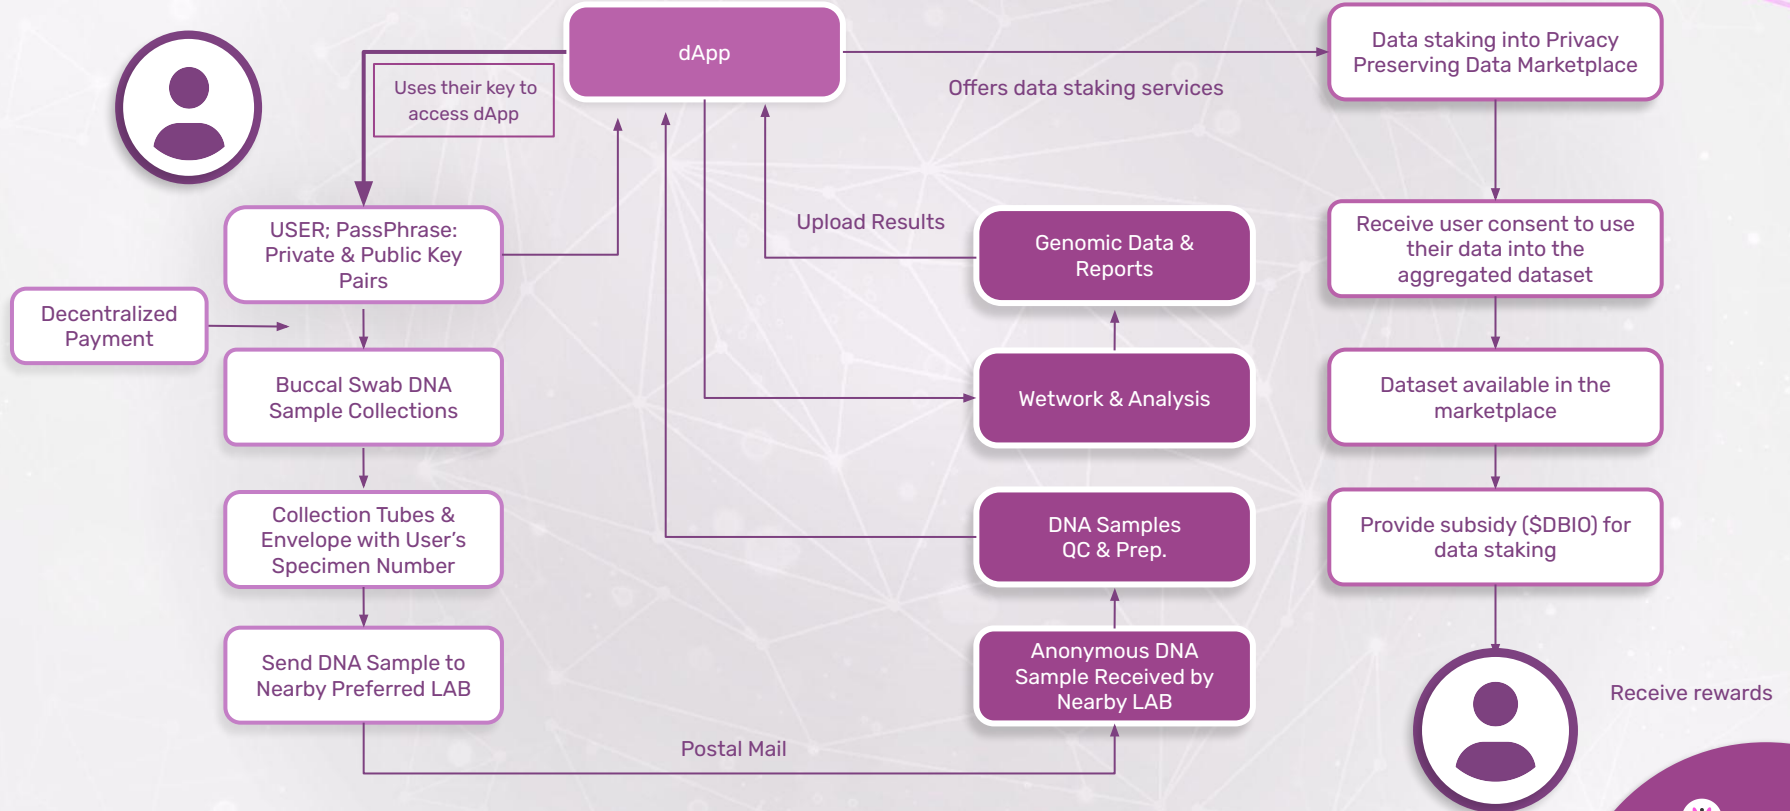 dApp
Uses their key to
access dApp
Offers data staking services
Data staking into Privacy
Preserving Data Marketplace
USER; PassPhrase:
Private & Public Key
Pairs
Decentralized
Payment
Buccal Swab DNA
Sample Collections
Collection Tubes &
Envelope with User's
Specimen Number
Send DNA Sample to
Nearby Preferred LAB
Postal Mail
Upload Results
Genomic Data &
Reports
Wetwork & Analysis
DNA Samples
QC & Prep.
Anonymous DNA
Sample Received by
Nearby LAB
Receive user consent to use
their data into the
aggregated dataset
Dataset available in the
marketplace
Provide subsidy ($DBIO) for
data staking
Receive rewards